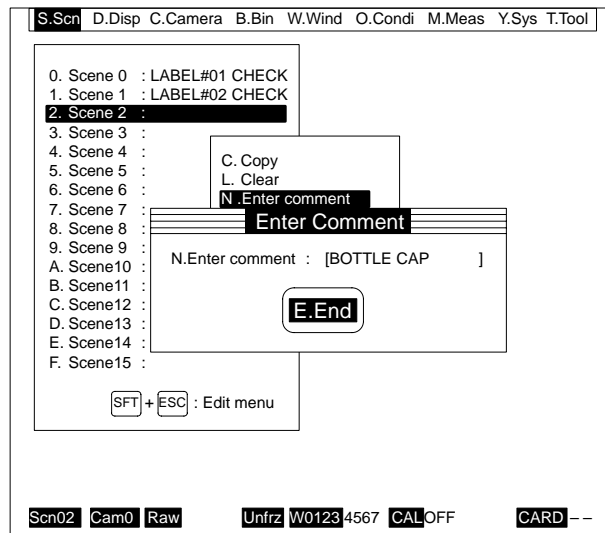 S.Scn D.Disp C.Camera B.Bin W.Wind O.Condi M.Meas Y.Sys T.Tool
0. Scene 0 : LABEL#01 CHECK
1. Scene 1 : LABEL#02 CHECK
2. Scene 2 :
3. Scene 3 :
4. Scene 4 :
5. Scene 5 :
6. Scene 6 :
7. Scene 7 :
8. Scene 8 :
9. Scene 9 :
A. Scene10 :
B. Scene11 :
C. Scene12 :
D. Scene13 :
E. Scene14 :
F. Scene15 :
SFT + ESC : Edit menu
C. Copy
L. Clear
N .Enter comment
Enter Comment
N.Enter comment : [BOTTLE CAP ]
E.End
Scn02 Cam0 Raw Unfrz W0123 4567 CAL OFF CARD – –